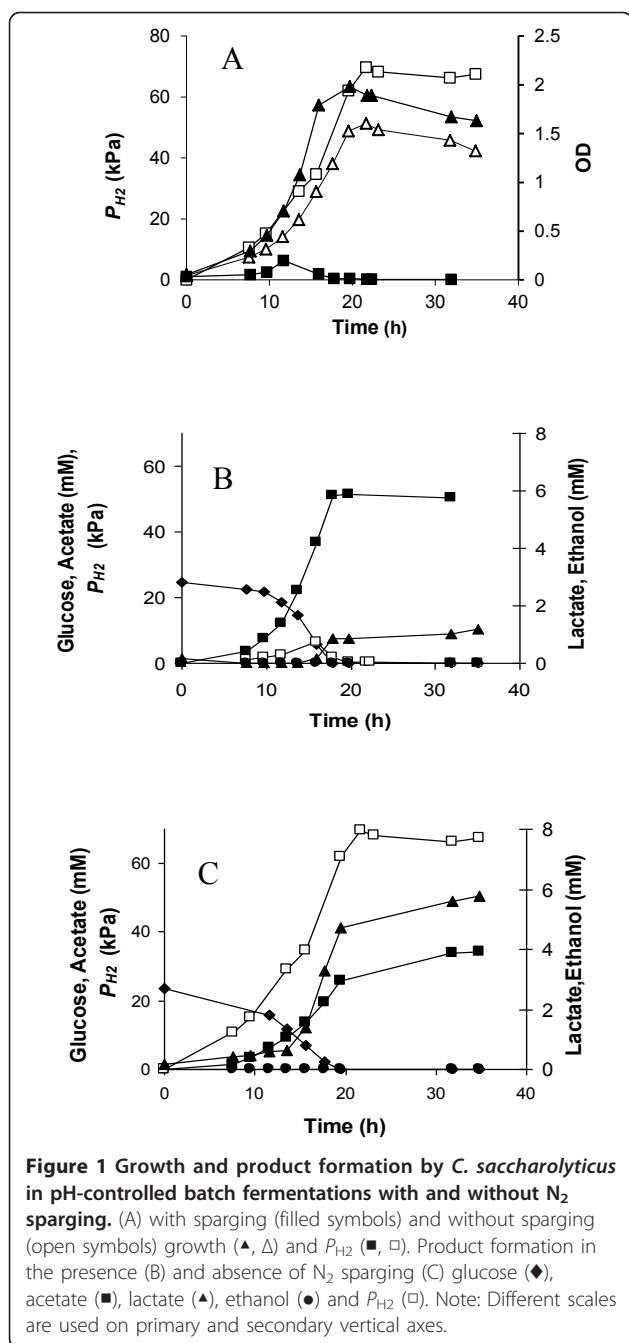 A
80
60
40
20
0
P_H2 (kPa)
2.5
2
1.5
1
0.5
0
OD
0 10 20 30 40
Time (h)
B
60
40
20
0
Glucose, Acetate (mM),
P_H2 (kPa)
8
6
4
2
0
Lactate, Ethanol (mM)
0 10 20 30 40
Time (h)
C
60
40
20
0
Glucose, Acetate (mM)
P_H2 (kPa)
8
6
4
2
0
Lactate,Ethanol (mM)
0 10 20 30 40
Time (h)
Figure 1 Growth and product formation by C. saccharolyticus
in pH-controlled batch fermentations with and without N₂
sparging. (A) with sparging (filled symbols) and without sparging
(open symbols) growth (▲, Δ) and P_H2 (■, □). Product formation in
the presence (B) and absence of N₂ sparging (C) glucose (◆),
acetate (■), lactate (▲), ethanol (●) and P_H2 (□). Note: Different scales
are used on primary and secondary vertical axes.